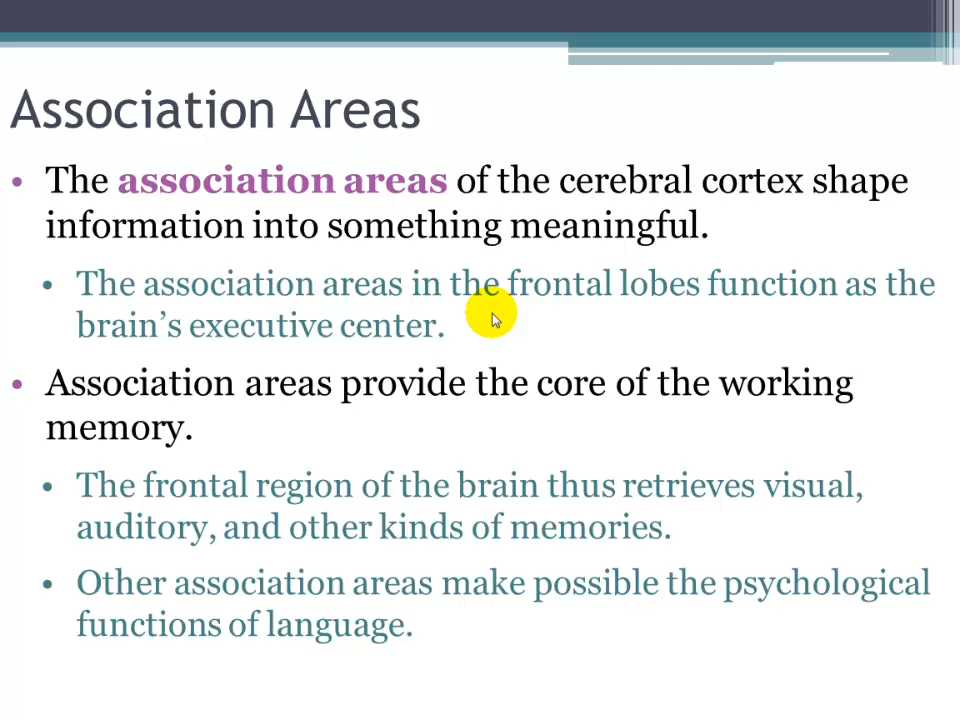 Association Areas
• The association areas of the cerebral cortex shape
information into something meaningful.
• The association areas in the frontal lobes function as the
brain’s executive center.
• Association areas provide the core of the working
memory.
• The frontal region of the brain thus retrieves visual,
auditory, and other kinds of memories.
• Other association areas make possible the psychological
functions of language.